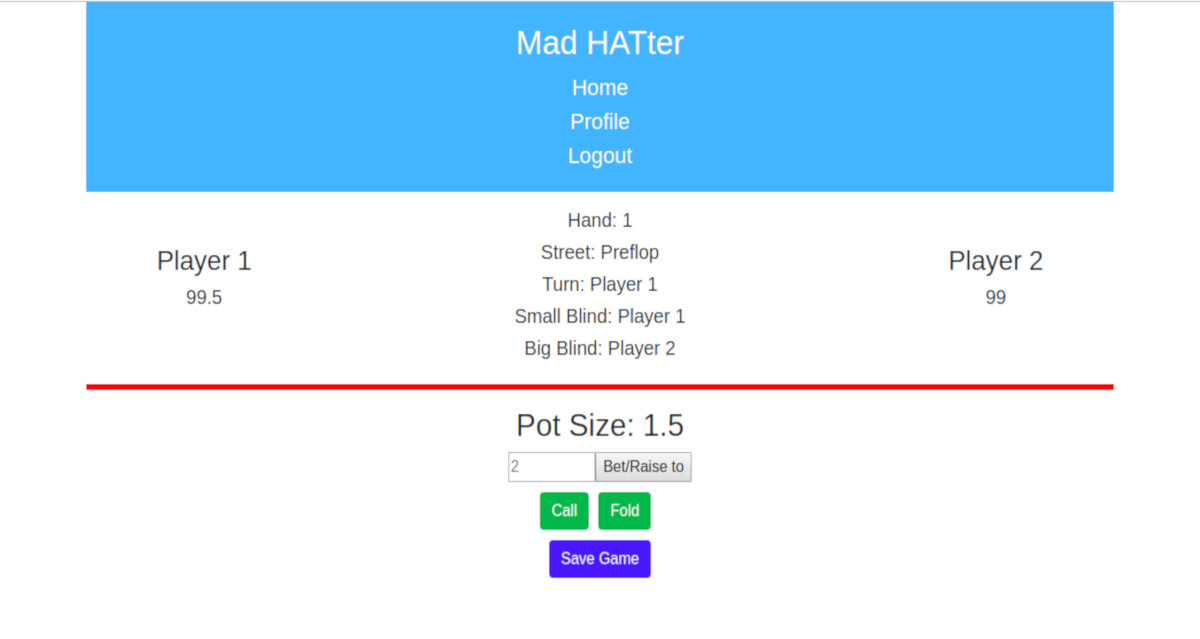 Mad HATter
Home
Profile
Logout
Hand: 1
Street: Preflop
Turn: Player 1
Small Blind: Player 1
Big Blind: Player 2
Player 1
99.5
Player 2
99
Pot Size: 1.5
2 Bet/Raise to
Call Fold
Save Game